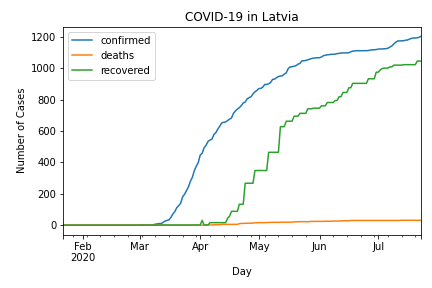 COVID-19 in Latvia
confirmed
deaths
recovered
Number of Cases
1200
1000
800
600
400
200
0
Feb
2020
Mar
Apr
May
Jun
Jul
Day